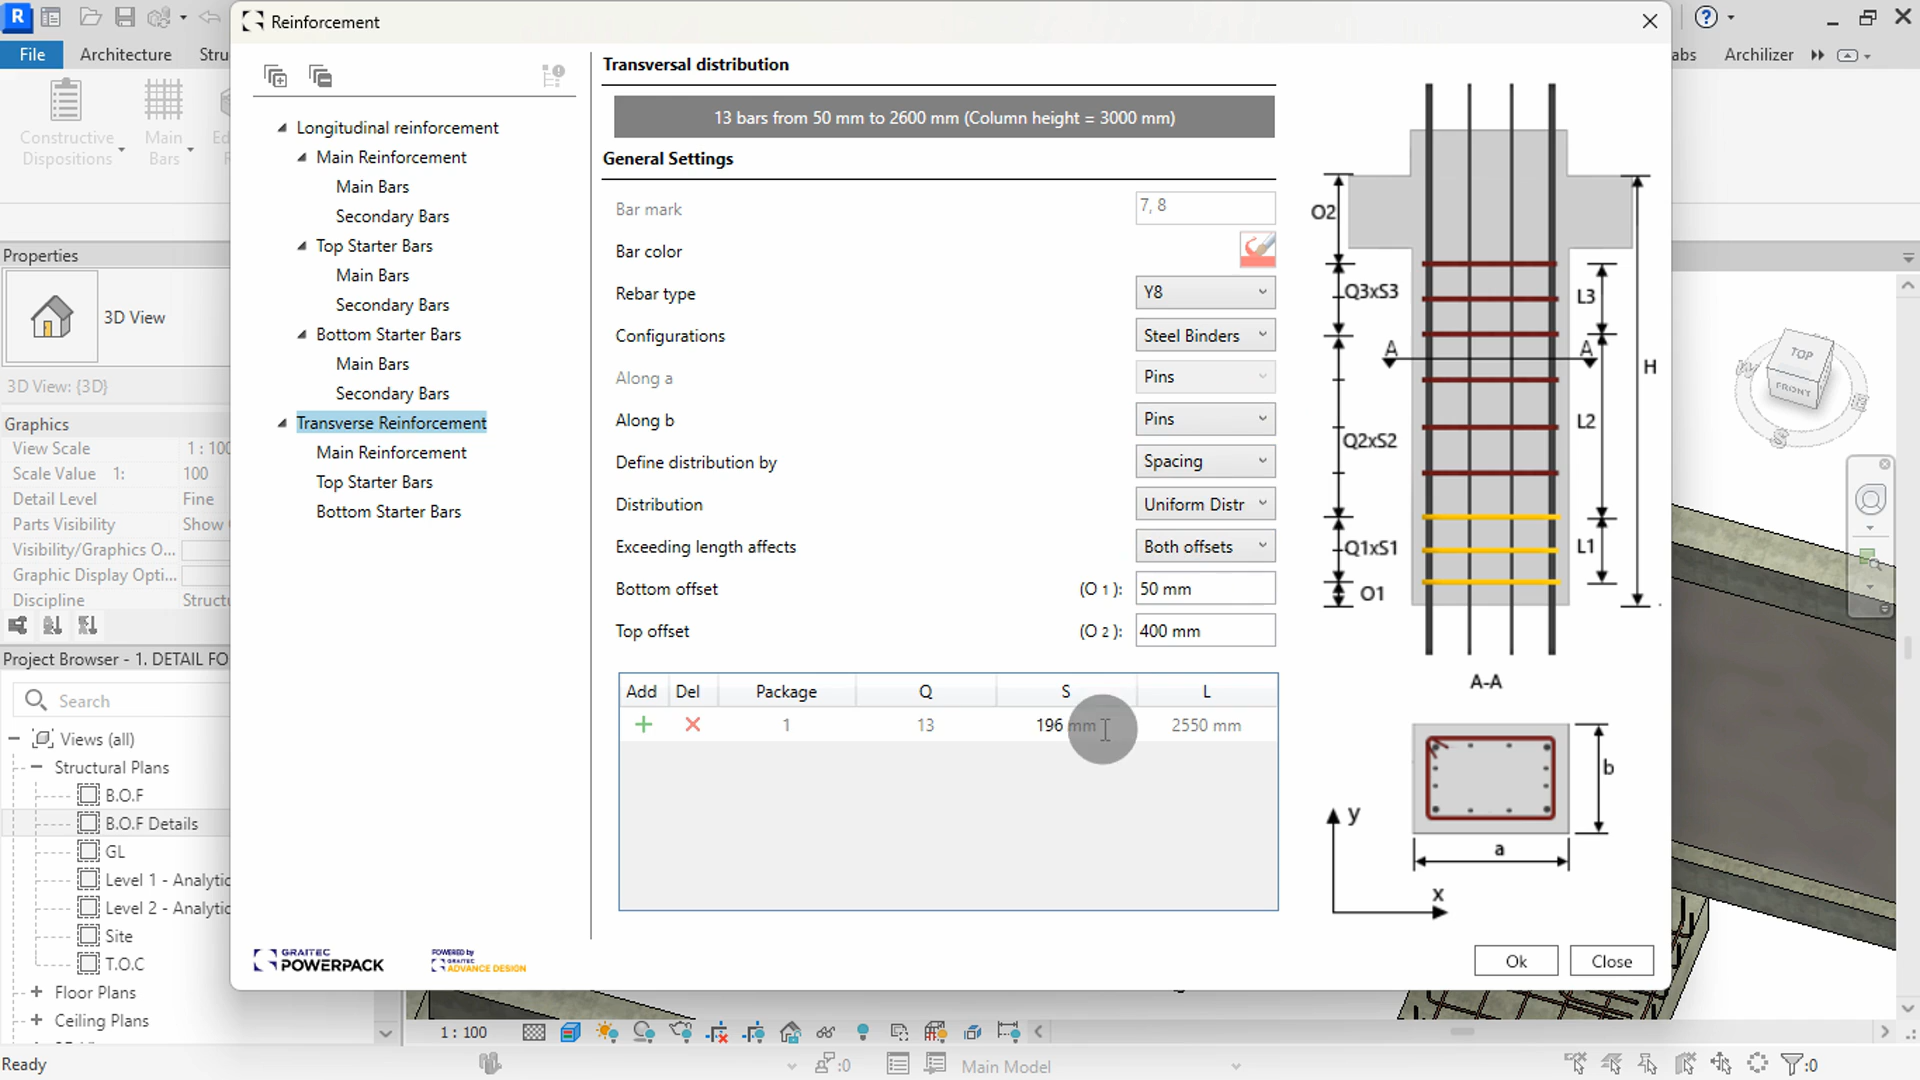 R
Reinforcement
?
File
Architecture
Stru
abs
Archilizer
Constructive
Dispositions
Main
Bars
Ed
R
Properties
3D View
3D View: {3D}
Graphics
View Scale
1 : 100
Scale Value 1:
100
Detail Level
Fine
Parts Visibility
Show
Visibility/Graphics O...
Graphic Display Opti...
Discipline
Structu
Project Browser - 1. DETAIL FO
Search
Views (all)
Structural Plans
B.O.F
B.O.F Details
GL
Level 1 - Analytic
Level 2 - Analytic
Site
T.O.C
Floor Plans
Ceiling Plans
Longitudinal reinforcement
Main Reinforcement
Main Bars
Secondary Bars
Top Starter Bars
Main Bars
Secondary Bars
Bottom Starter Bars
Main Bars
Secondary Bars
Transverse Reinforcement
Main Reinforcement
Top Starter Bars
Bottom Starter Bars
GRAITEC
POWERPACK
POWERED by
GRAITEC
ADVANCE DESIGN
Transversal distribution
13 bars from 50 mm to 2600 mm (Column height = 3000 mm)
General Settings
Bar mark
7, 8
Bar color
Rebar type
Y8
Configurations
Steel Binders
Along a
Pins
Along b
Pins
Define distribution by
Spacing
Distribution
Uniform Distr
Exceeding length affects
Both offsets
Bottom offset
(O 1 ):
50 mm
Top offset
(O 2 ):
400 mm
Add Del Package Q S L
1 13 196 mm 2550 mm
O2
Q3xS3
L3
A
A
H
Q2xS2
L2
Q1xS1
L1
O1
A-A
b
a
y
x
Ok
Close
TOP
FRONT
S
1 : 100
Ready
:0
Main Model
:0